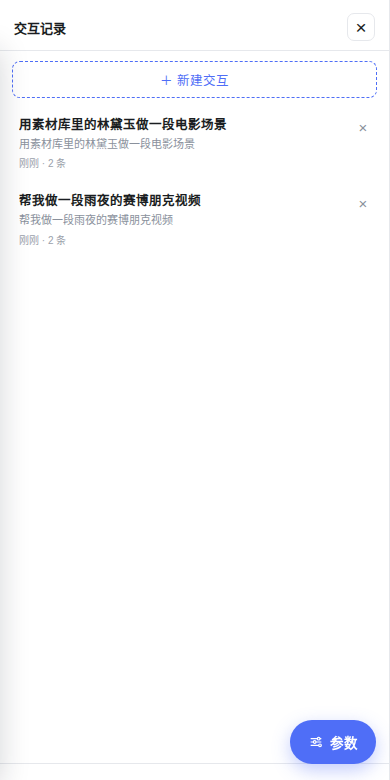 交互记录
+ 新建交互
用素材库里的林黛玉做一段电影场景
用素材库里的林黛玉做一段电影场景
刚刚 · 2 条
帮我做一段雨夜的赛博朋克视频
帮我做一段雨夜的赛博朋克视频
刚刚 · 2 条
参数